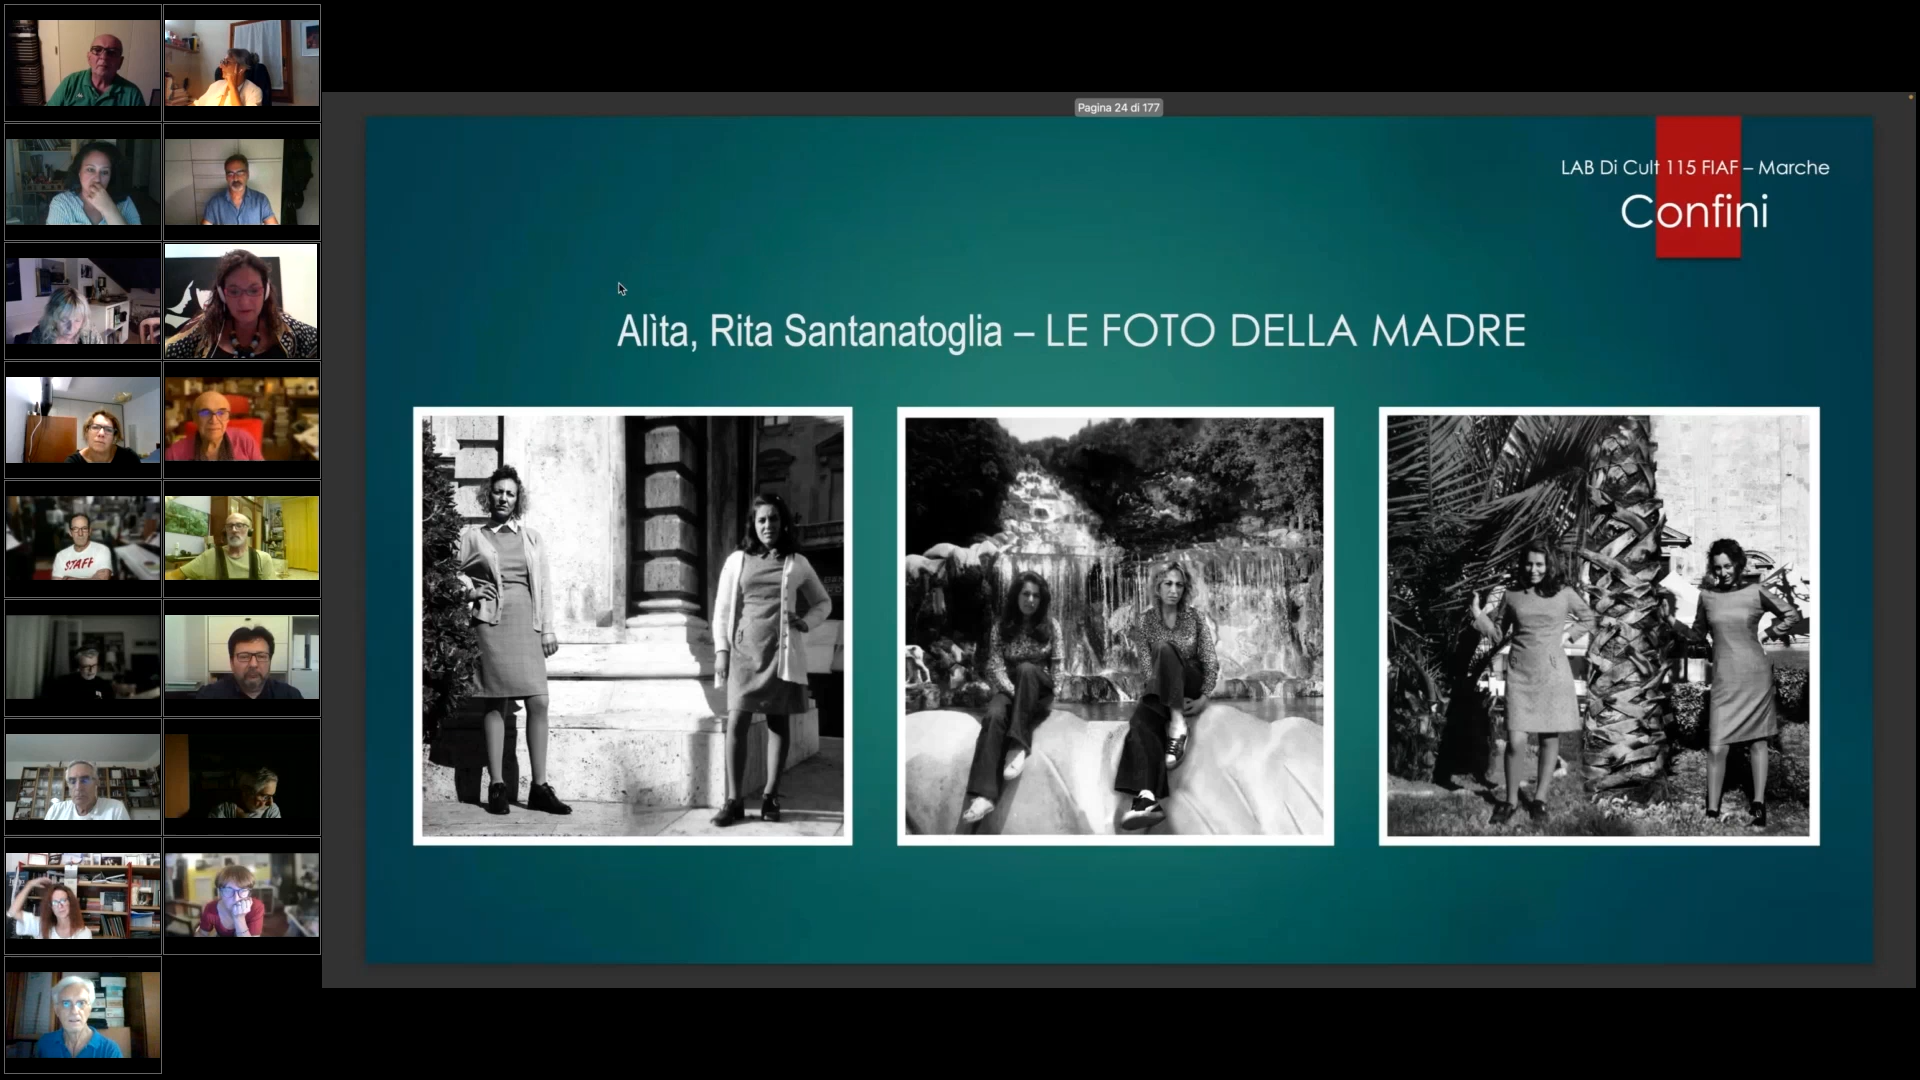 Pagina 24 di 177
LAB Di Cult 115 FIAF – Marche
Confini
Alìta, Rita Santanatoglia – LE FOTO DELLA MADRE
STAFF